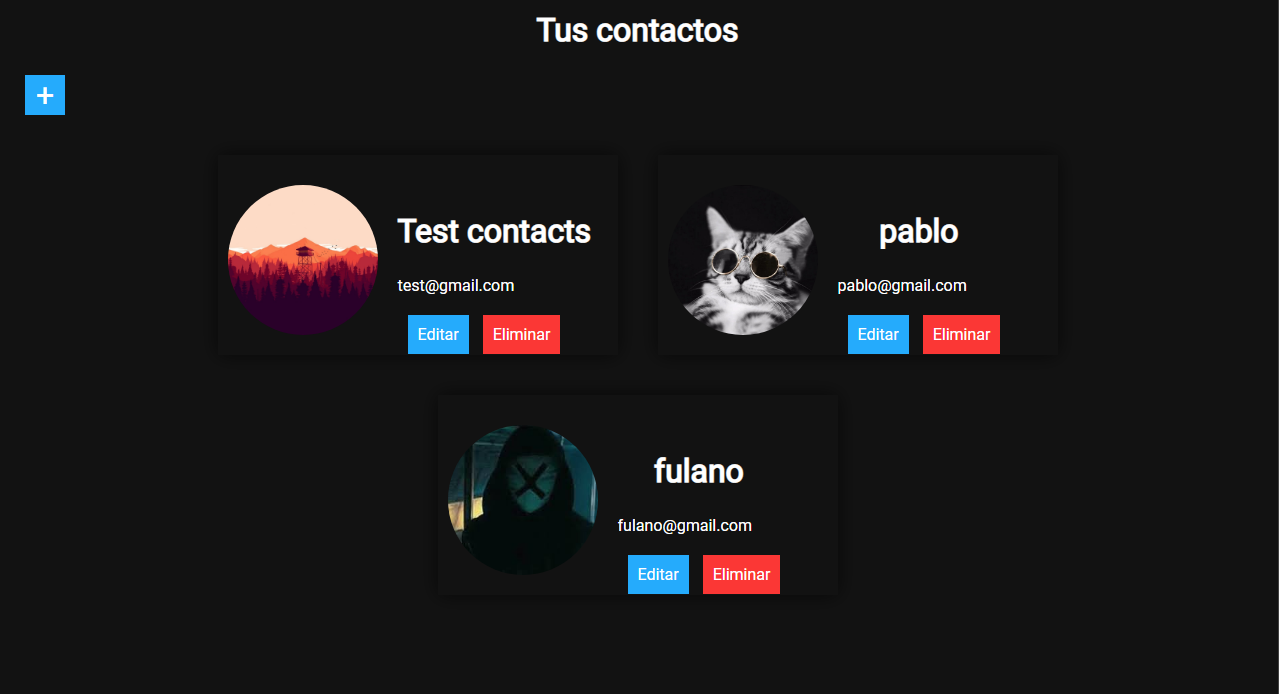 Tus contactos
+
Test contacts
test@gmail.com
Editar Eliminar
pablo
pablo@gmail.com
Editar Eliminar
fulano
fulano@gmail.com
Editar Eliminar